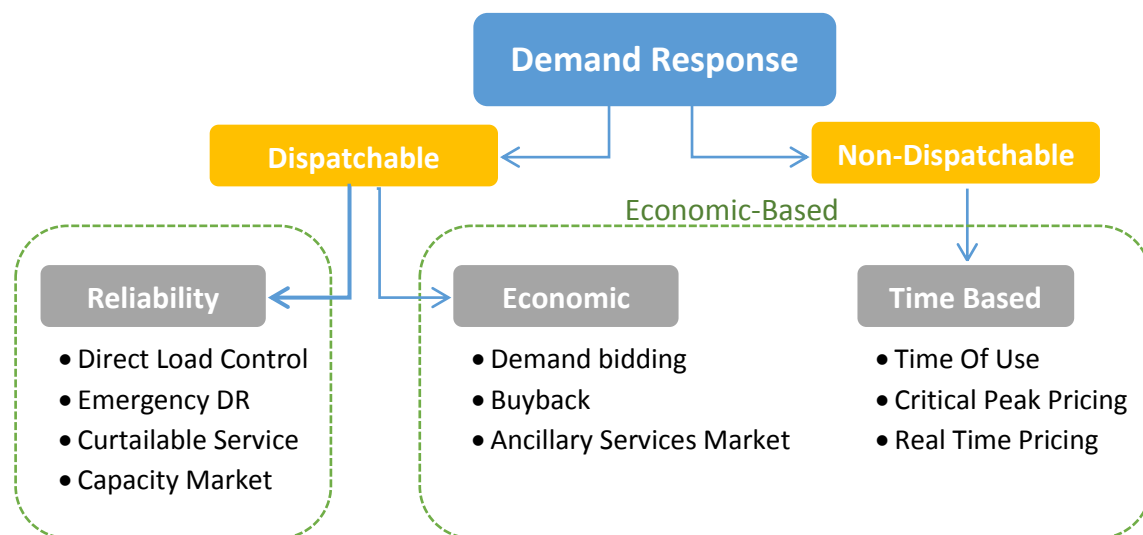 Demand Response
Dispatchable
Non-Dispatchable
Economic-Based
Reliability
• Direct Load Control
• Emergency DR
• Curtailable Service
• Capacity Market
Economic
• Demand bidding
• Buyback
• Ancillary Services Market
Time Based
• Time Of Use
• Critical Peak Pricing
• Real Time Pricing